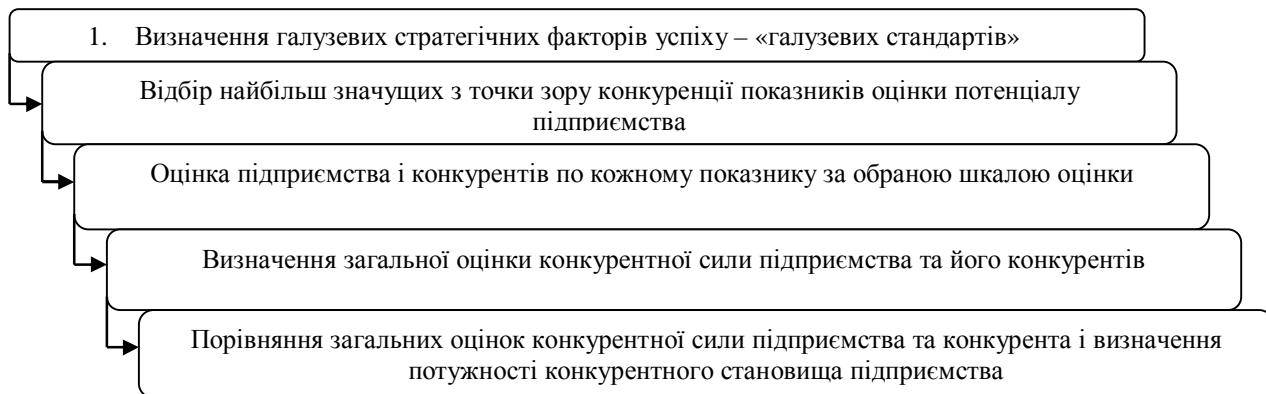 1. Визначення галузевих стратегічних факторів успіху – «галузевих стандартів»
Відбір найбільш значущих з точки зору конкуренції показників оцінки потенціалу
підприємства
Оцінка підприємства і конкурентів по кожному показнику за обраною шкалою оцінки
Визначення загальної оцінки конкурентної сили підприємства та його конкурентів
Порівняння загальних оцінок конкурентної сили підприємства та конкурента і визначення
потужності конкурентного становища підприємства